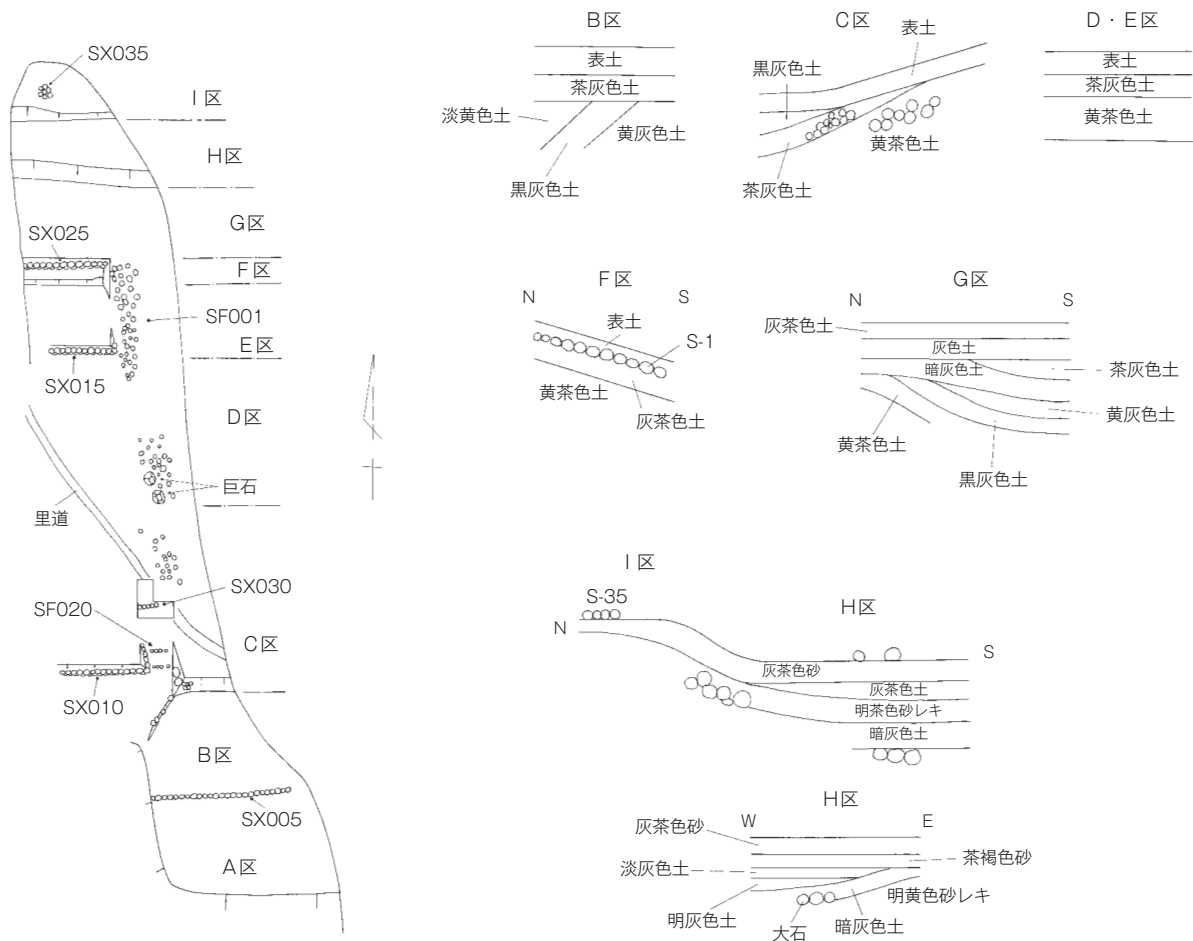 SX035
I区
H区
G区
SX025
F区
SF001
E区
SX015
D区
巨石
里道
SX030
SF020
C区
SX010
B区
SX005
A区
B区
表土
茶灰色土
淡黄色土
黄灰色土
黒灰色土
C区
表土
黒灰色土
黄茶色土
茶灰色土
D・E区
表土
茶灰色土
黄茶色土
F区
N
S
表土
S-1
黄茶色土
灰茶色土
G区
N
S
灰茶色土
灰色土
暗灰色土
茶灰色土
黄灰色土
黄茶色土
黒灰色土
I区
S-35
H区
N
S
灰茶色砂
灰茶色土
明茶色砂レキ
暗灰色土
H区
W
E
灰茶色砂
茶褐色砂
淡灰色土
明黄色砂レキ
明灰色土
暗灰色土
大石